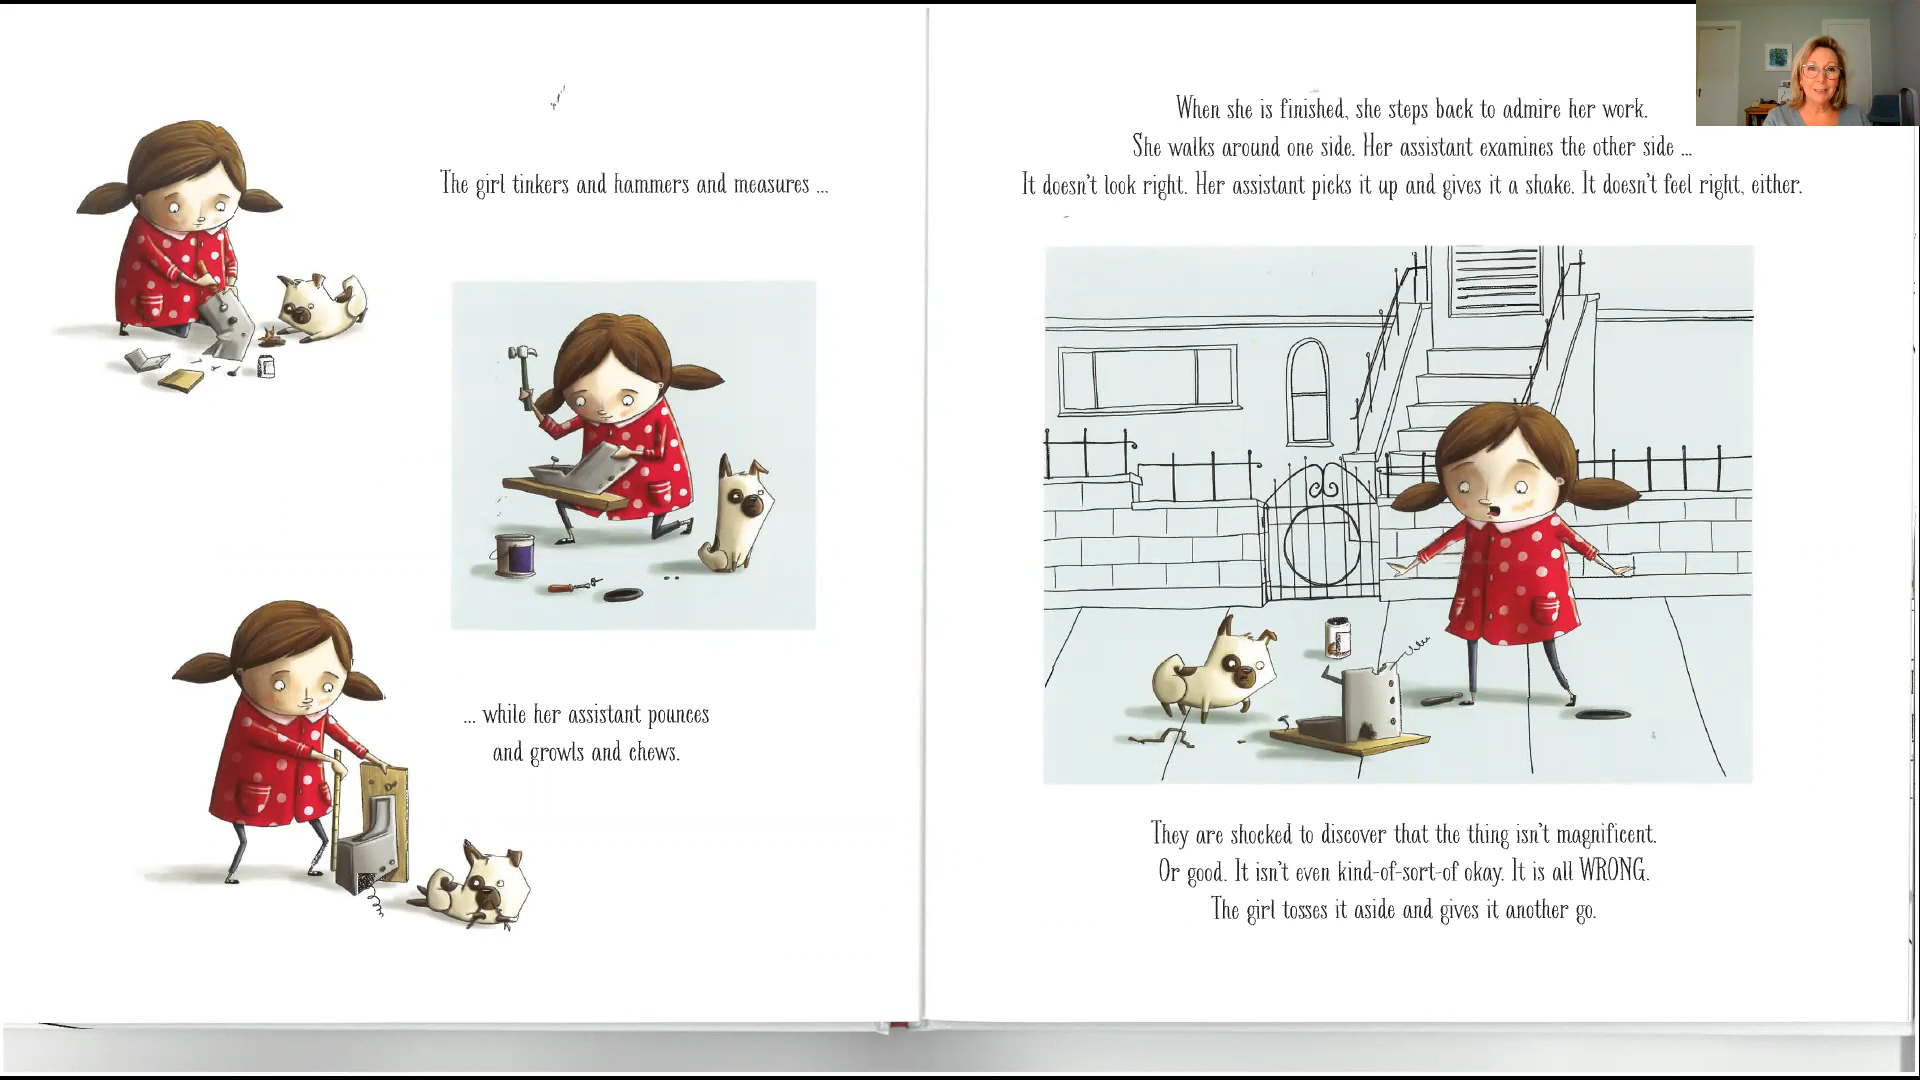 The girl tinkers and hammers and measures ...
... while her assistant pounces
and growls and chews.
When she is finished, she steps back to admire her work.
She walks around one side. Her assistant examines the other side ...
It doesn't look right. Her assistant picks it up and gives it a shake. It doesn't feel right, either.
They are shocked to discover that the thing isn't magnificent.
Or good. It isn't even kind-of-sort-of okay. It is all WRONG.
The girl tosses it aside and gives it another go.